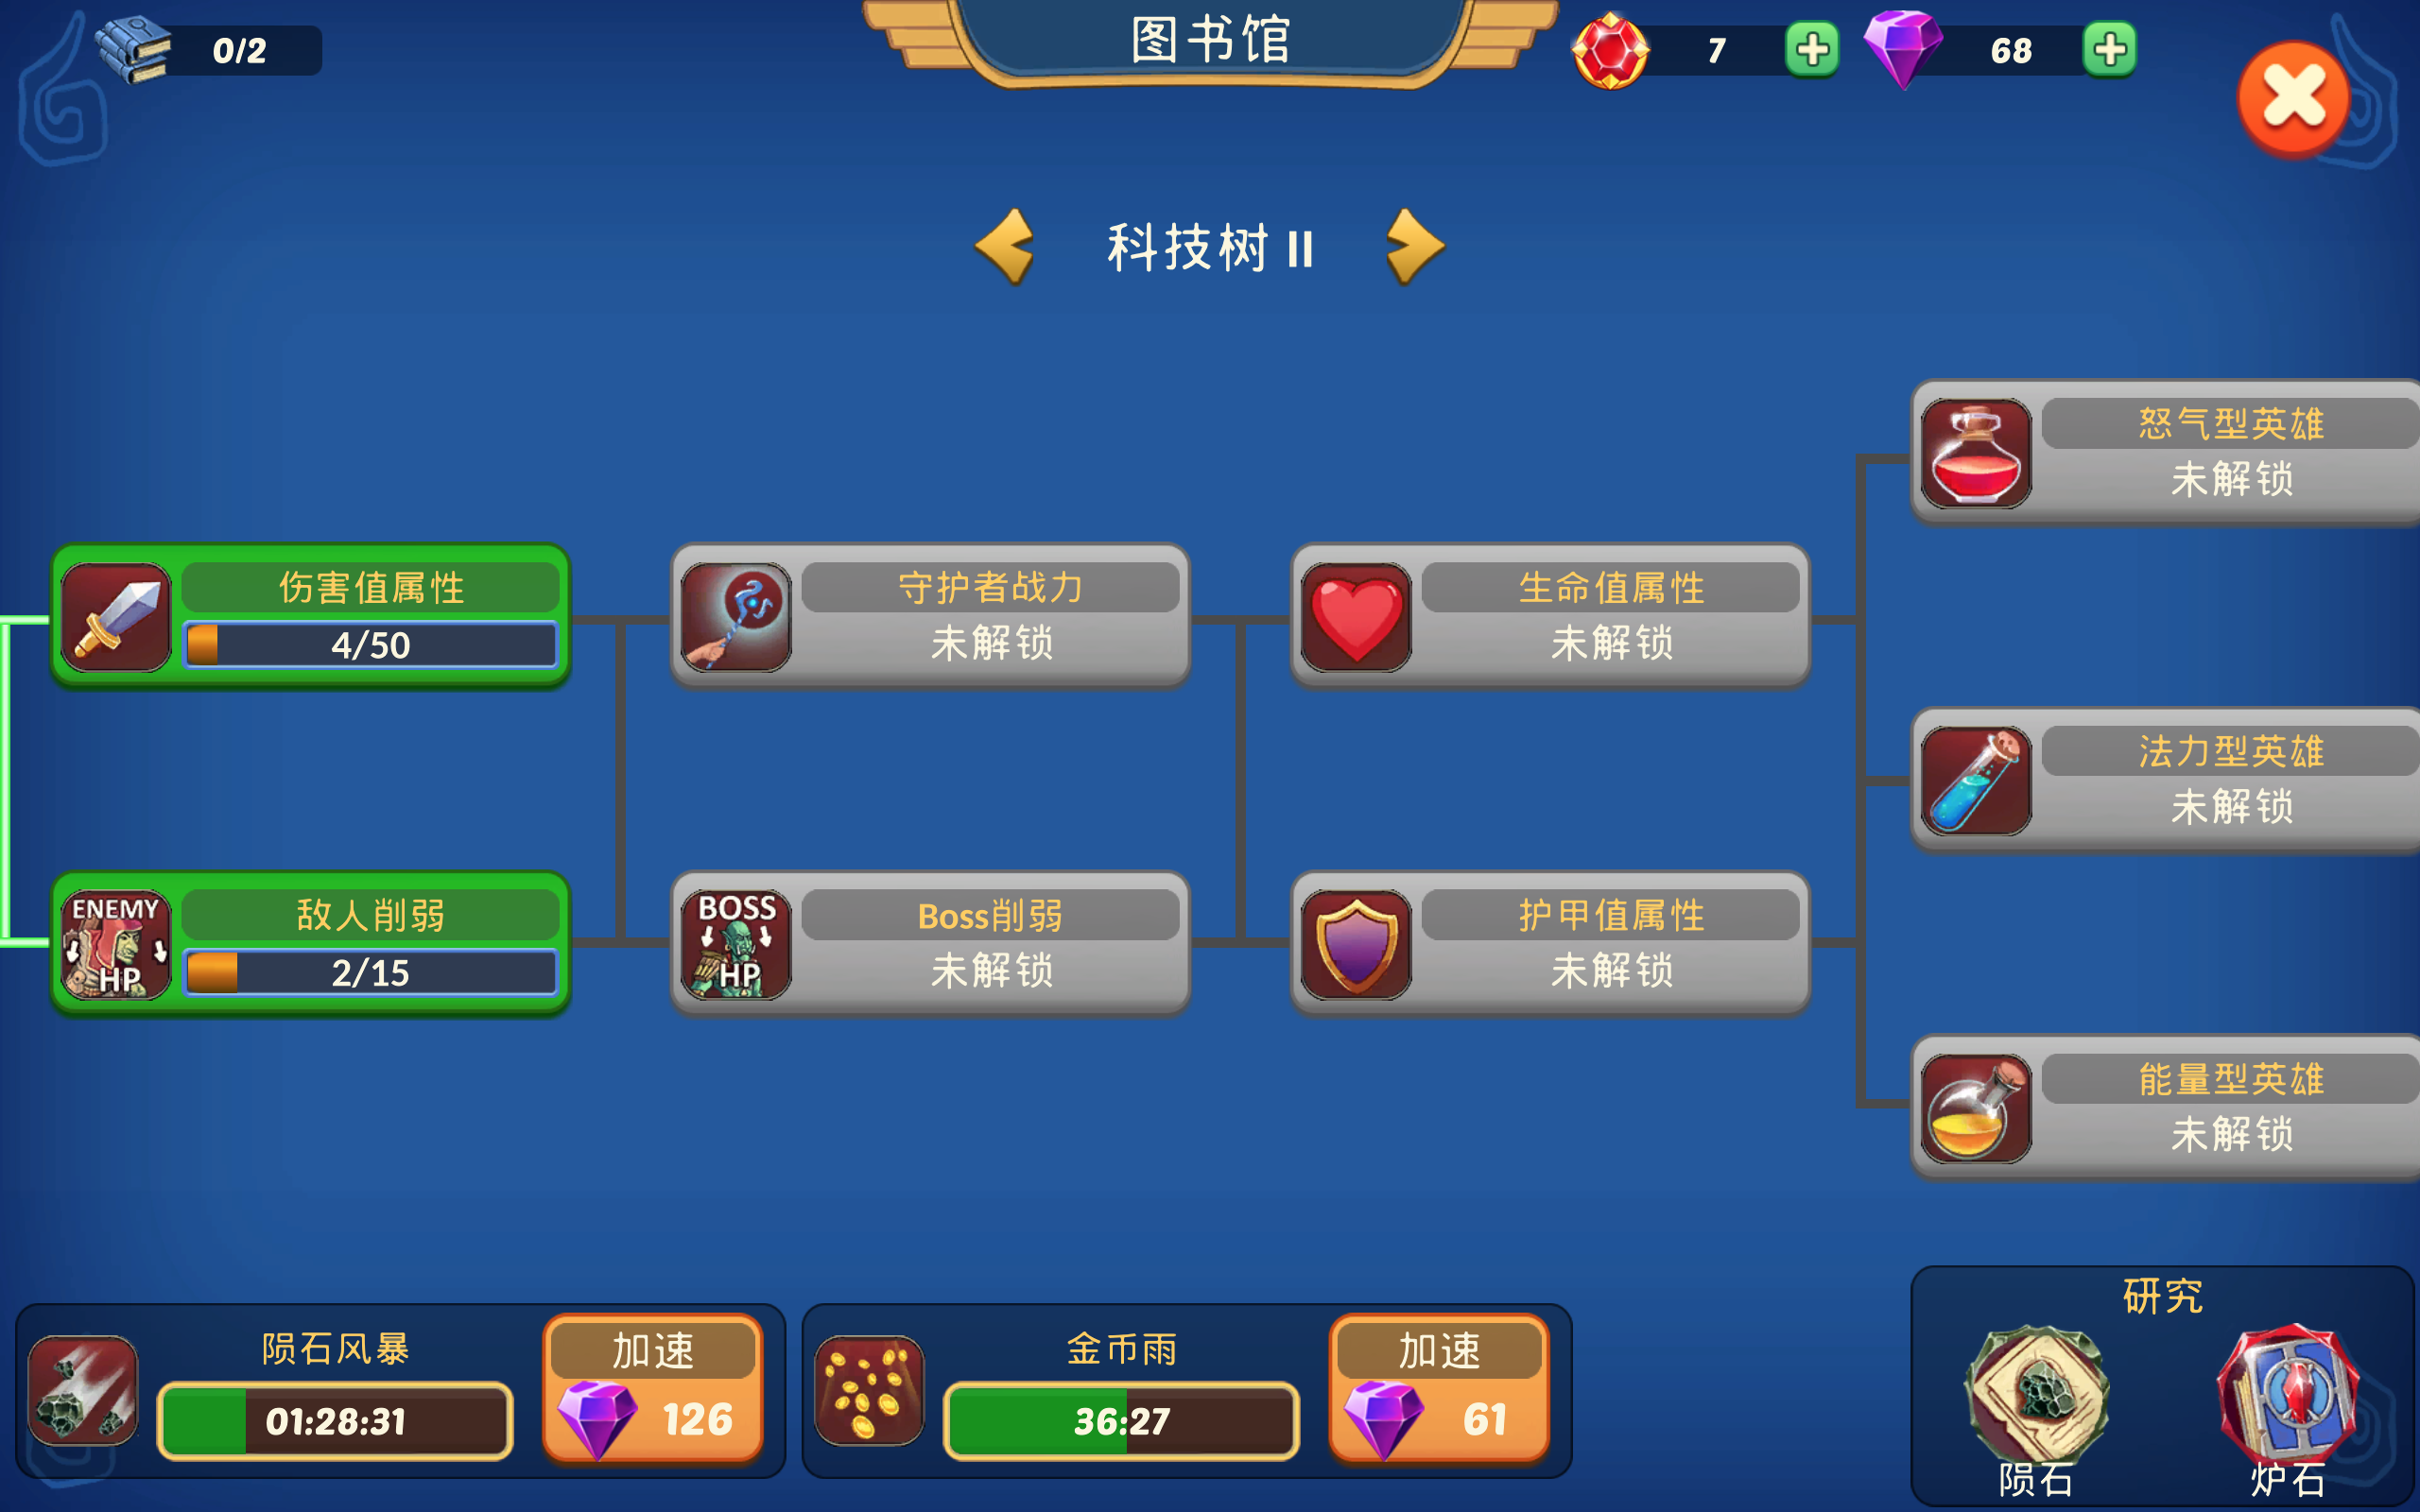 0/2
图书馆
7
68
科技树 II
怒气型英雄
未解锁
伤害值属性
4/50
守护者战力
未解锁
生命值属性
未解锁
法力型英雄
未解锁
ENEMY
HP
敌人削弱
2/15
BOSS
HP
Boss削弱
未解锁
护甲值属性
未解锁
能量型英雄
未解锁
陨石风暴
01:28:31
加速
126
金币雨
36:27
加速
61
研究
陨石
炉石